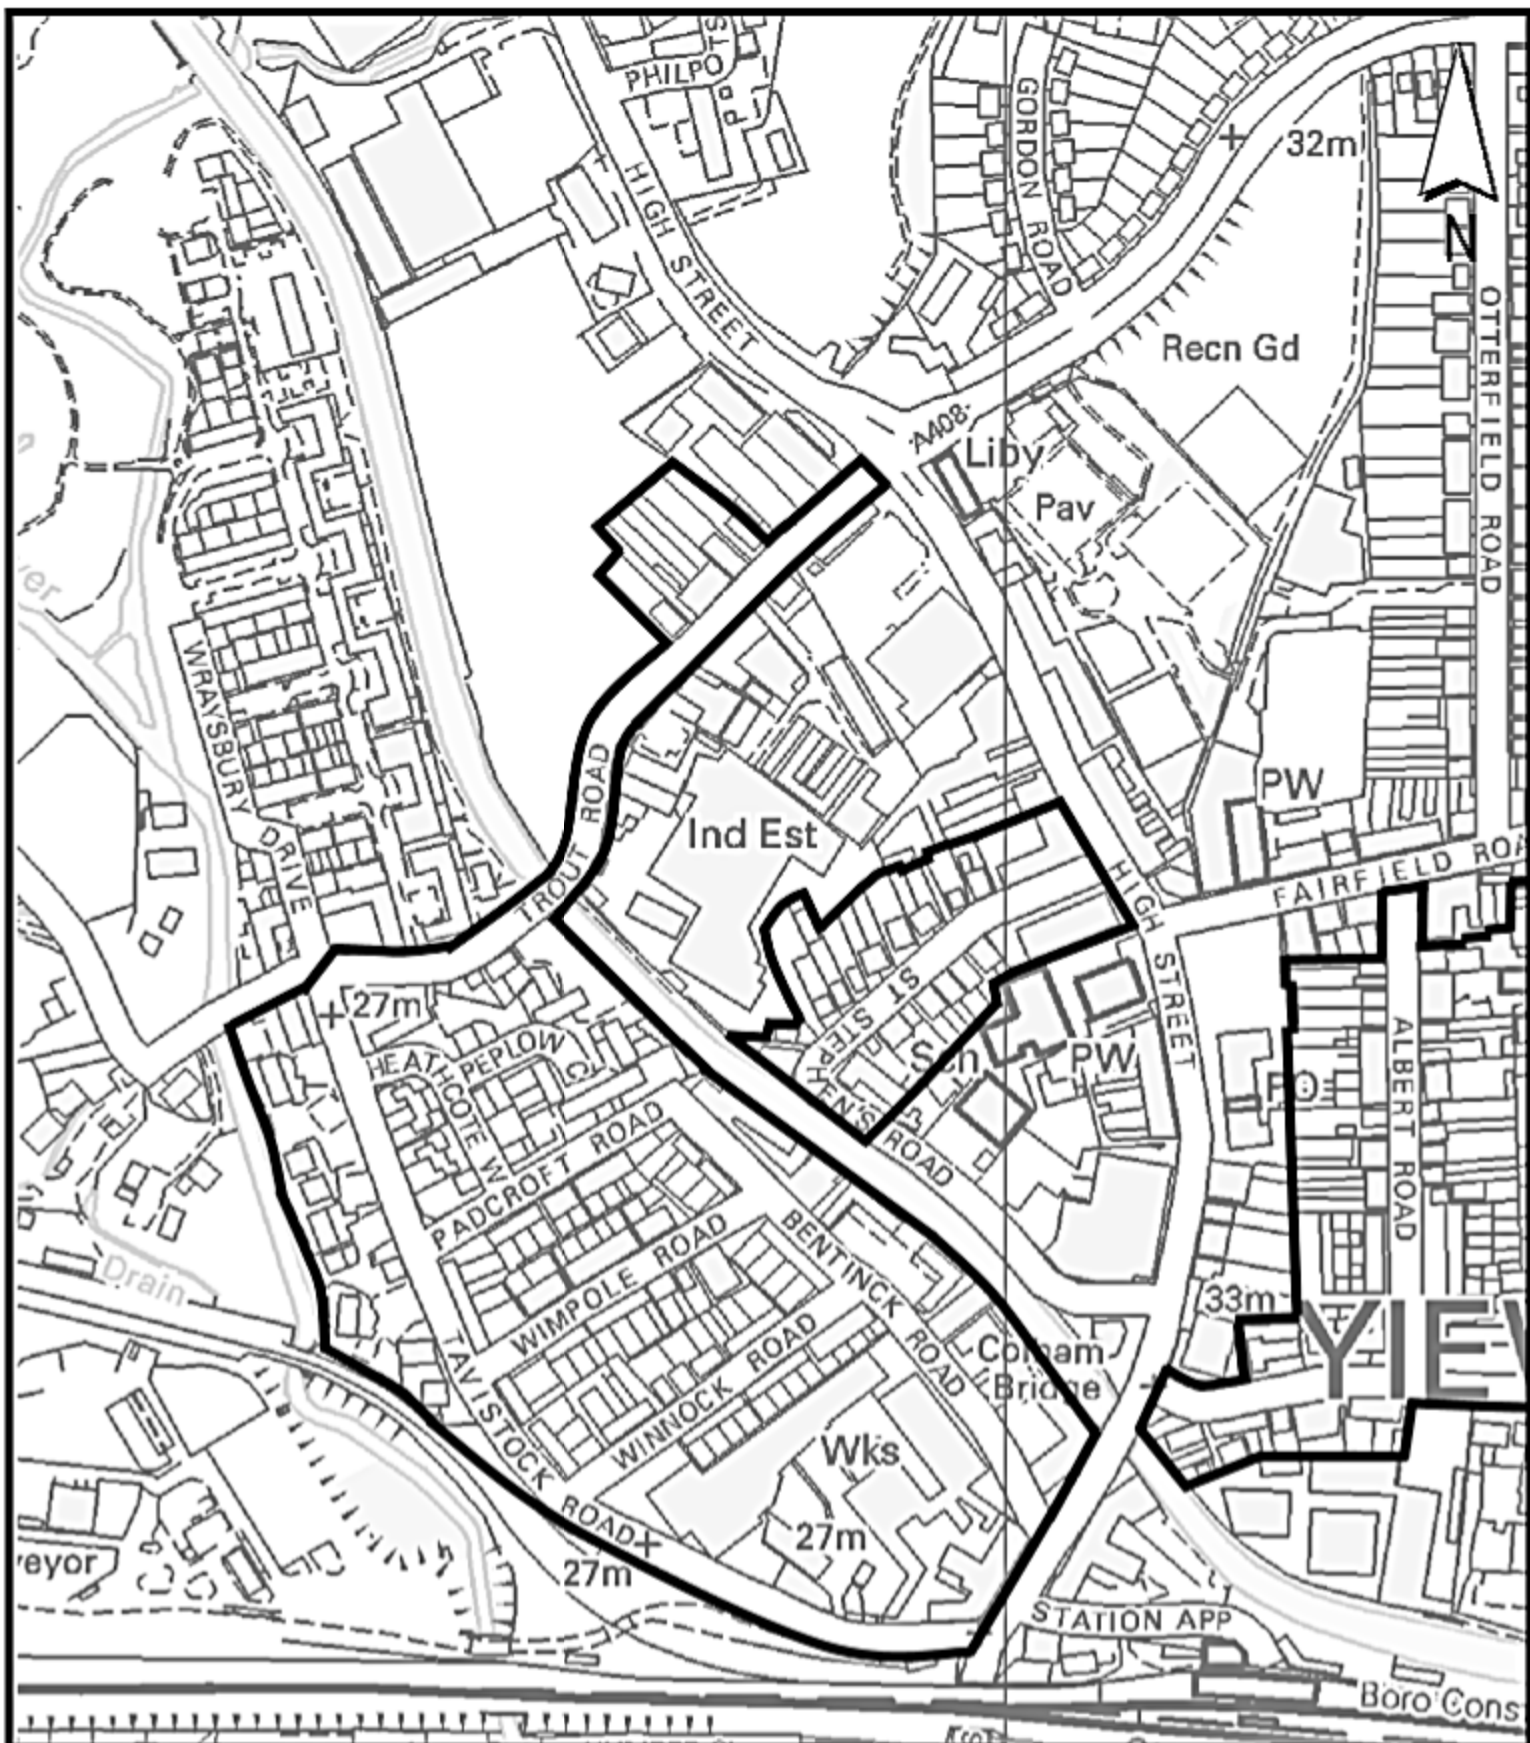 PHILPO
ST
GORDON ROAD
32m
HIGH STREET
N
Recn Gd
OTTERFIELD ROAD
A408
Liby
Pav
WRAYSBURY DRIVE
PW
ROAD
Ind Est
TROUT
HIGH STREET
FAIRFIELD ROA
27m
ST STEPHEN'S ROAD
PW
PO
ALBERT ROAD
HEATHCOTE W
PEPLOW C
PADCROFT ROAD
Drain
WIMPOLE ROAD
BENTINCK ROAD
33m
YIEW
TAVISTOCK ROAD
WINNOCK ROAD
Colham
Bridge
Wks
27m
27m
veyor
STATION APP
Boro Cons